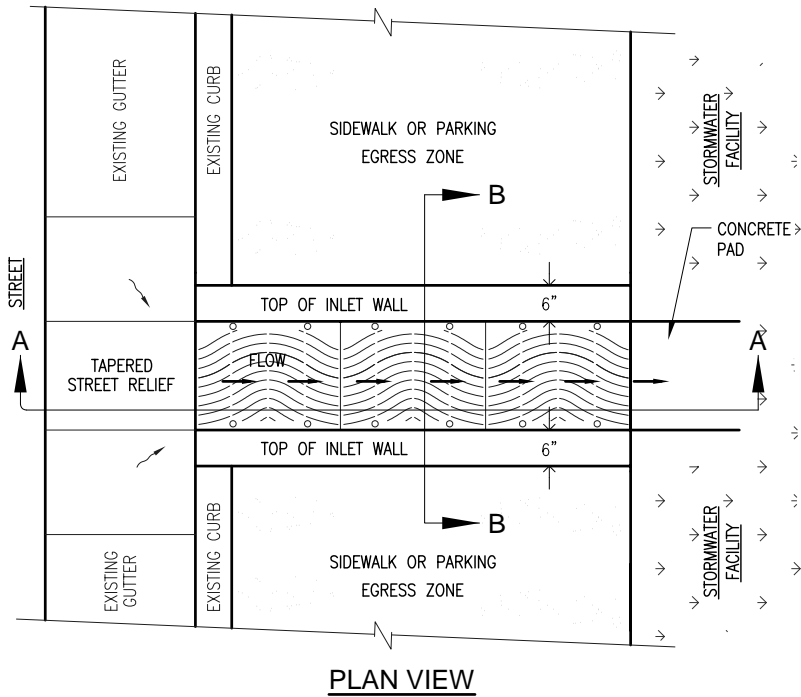 EXISTING GUTTER
EXISTING CURB
SIDEWALK OR PARKING
EGRESS ZONE
STORMWATER
FACILITY
B
CONCRETE
PAD
STREET
TOP OF INLET WALL
6"
A
TAPERED
STREET RELIEF
FLOW
A
TOP OF INLET WALL
6"
B
EXISTING
GUTTER
EXISTING CURB
SIDEWALK OR PARKING
EGRESS ZONE
STORMWATER
FACILITY
PLAN VIEW